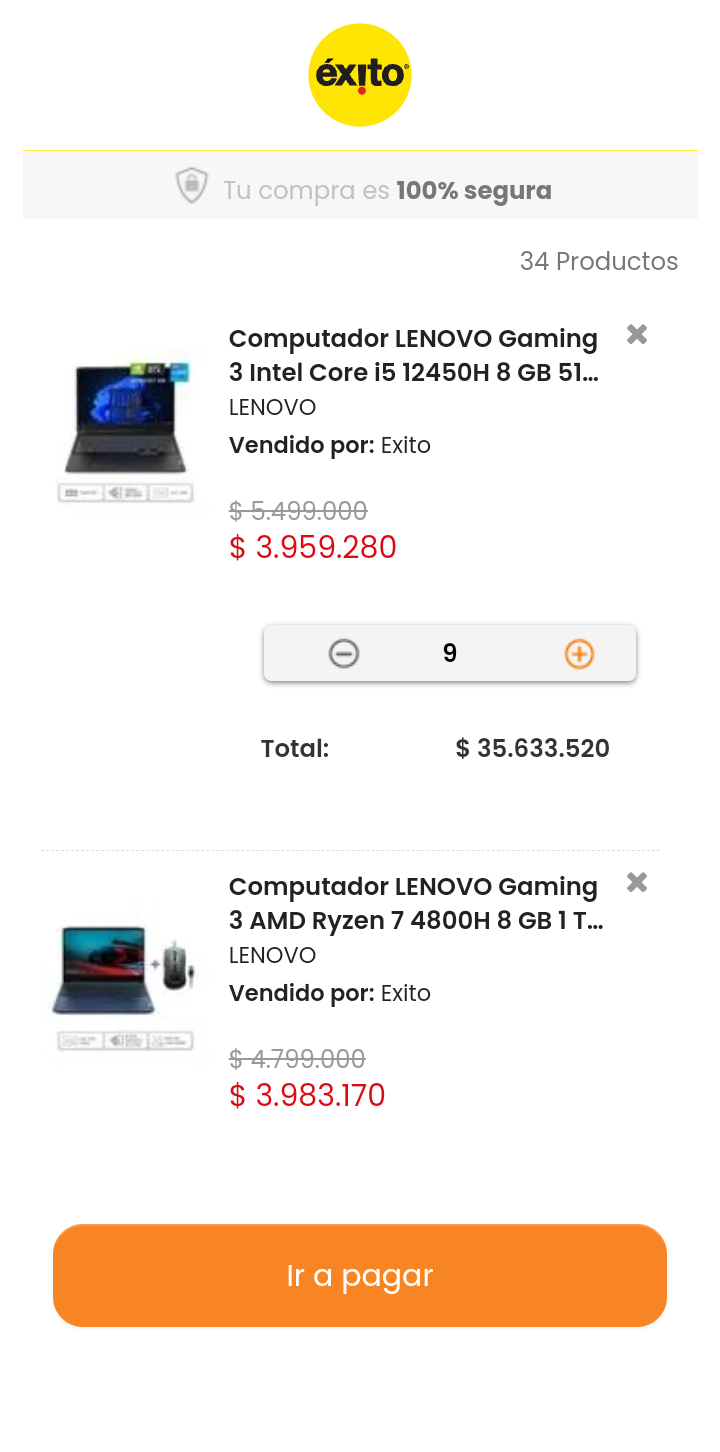 éxito
Tu compra es 100% segura
34 Productos
Computador LENOVO Gaming
3 Intel Core i5 12450H 8 GB 51...
LENOVO
Vendido por: Exito
$ 5.499.000
$ 3.959.280
9
Total: $ 35.633.520
Computador LENOVO Gaming
3 AMD Ryzen 7 4800H 8 GB 1 T...
LENOVO
Vendido por: Exito
$ 4.799.000
$ 3.983.170
Ir a pagar